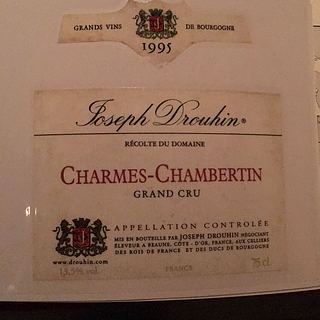 GRANDS VINS DE BOURGOGNE
1995
Joseph Drouhin®
RÉCOLTE DU DOMAINE
CHARMES-CHAMBERTIN
GRAND CRU
APPELLATION CONTROLÉE
MIS EN BOUTEILLE PAR JOSEPH DROUHIN NÉGOCIANT
ÉLEVEUR A BEAUNE, CÔTE - D'OR, FRANCE, AUX CELLIERS
DES ROIS DE FRANCE ET DES DUCS DE BOURGOGNE
www.drouhin.com
13,5% vol.
FRANCE
75 cl